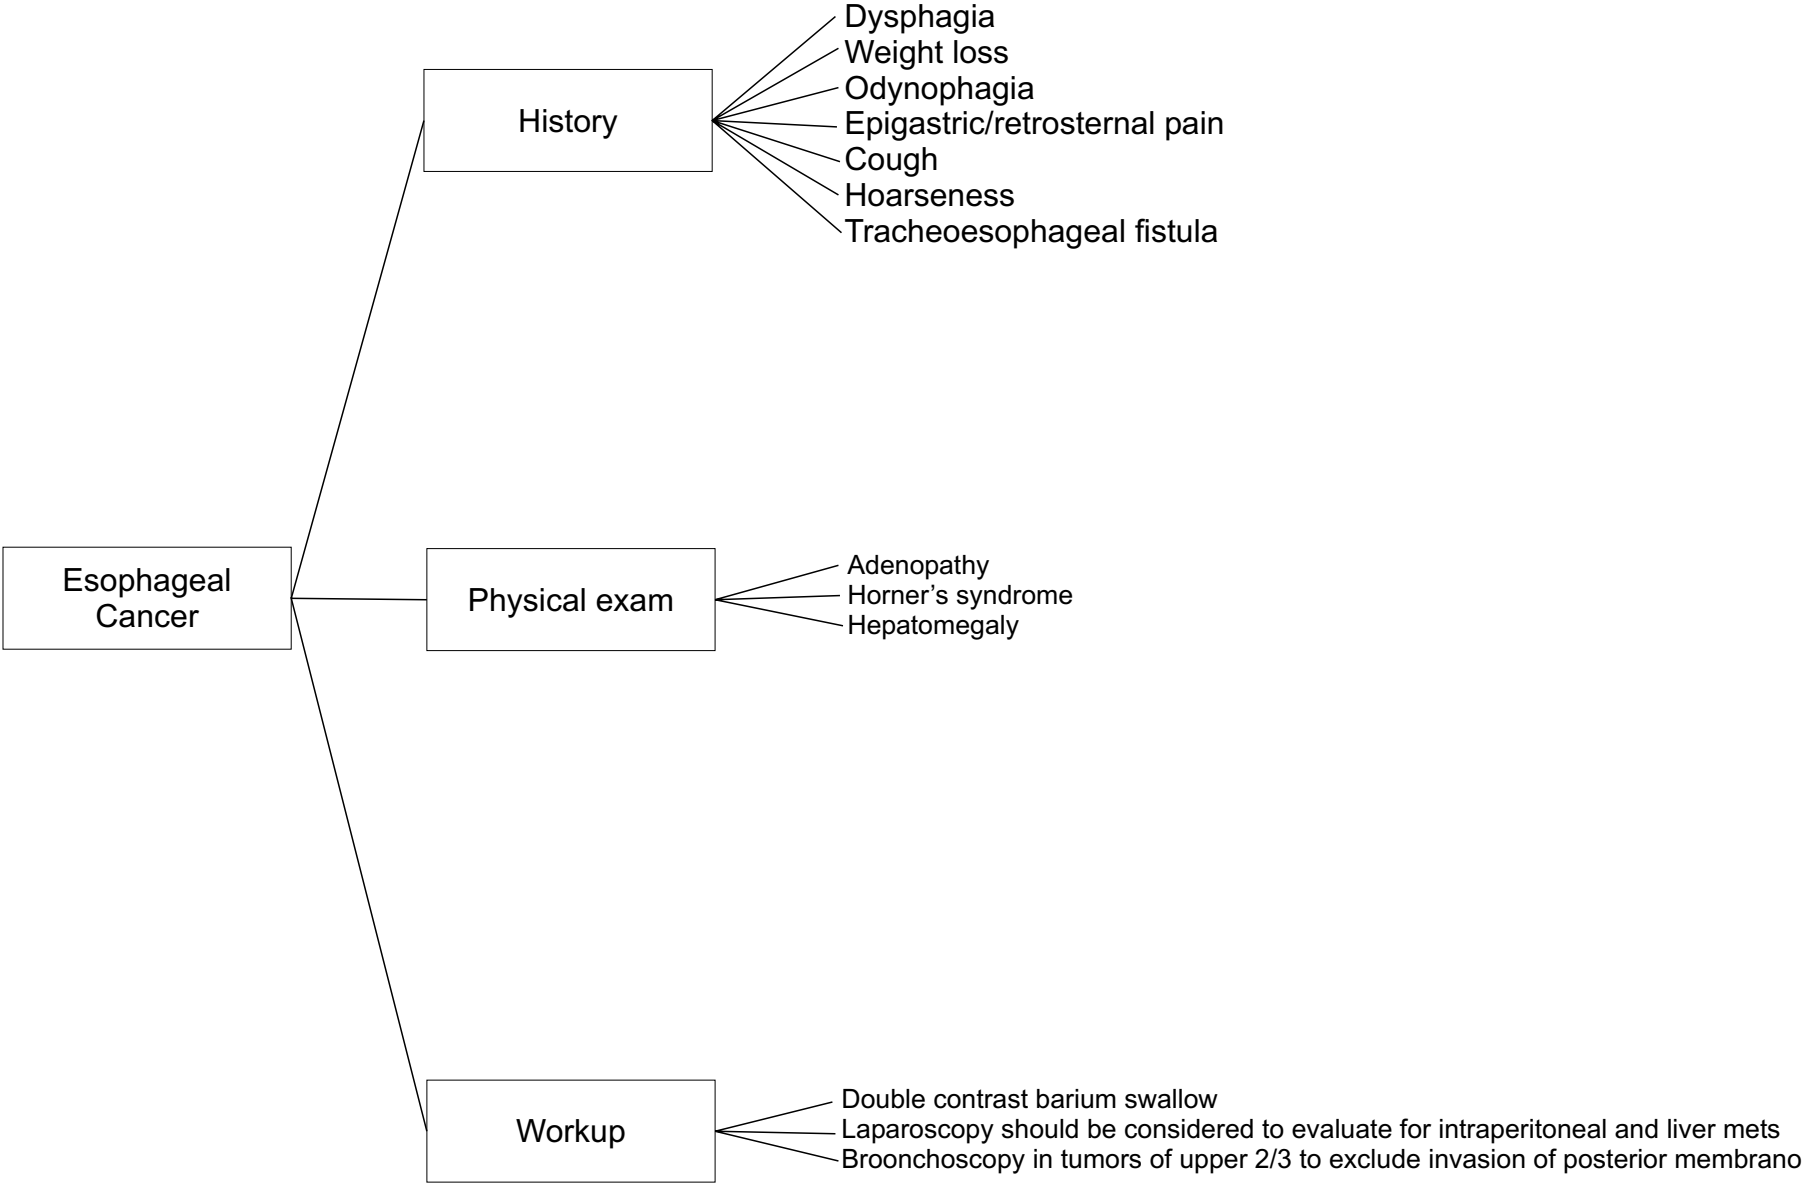 Esophageal
Cancer
History
Dysphagia
Weight loss
Odynophagia
Epigastric/retrosternal pain
Cough
Hoarseness
Tracheoesophageal fistula
Physical exam
Adenopathy
Horner’s syndrome
Hepatomegaly
Workup
Double contrast barium swallow
Laparoscopy should be considered to evaluate for intraperitoneal and liver mets
Broonchoscopy in tumors of upper 2/3 to exclude invasion of posterior membrano